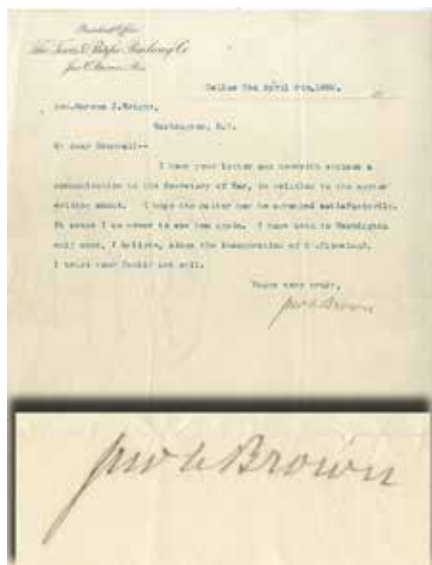 President's Office
The Texas & Pacific Railway Co
Jno. C. Brown, Pres.
Dallas Tex April 9th, 188
Gen. Marcus J. Wright,
Washington, D.C.
My dear General:--
I have your letter and herewith enclose a
communication to the Secretary of War, in relation to the matter
written about. I hope the matter may be arranged satisfactorily.
It seems I am never to see you again. I have been to Washington
only once, I believe, since the inauguration of Mr. Cleveland.
I trust your family are well.
Yours very truly,
Jno C Brown
Jno C Brown